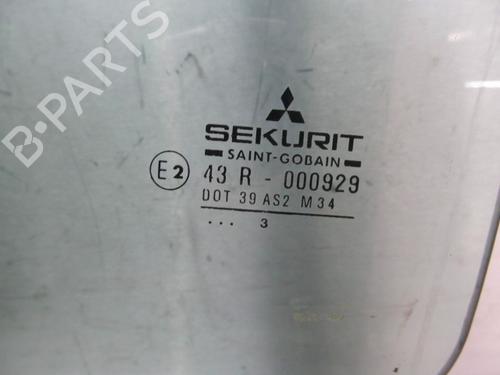 B-PARTS
SEKURIT
SAINT-GOBAIN
E2 43 R - 000929
DOT 39 AS2 M34
... 3